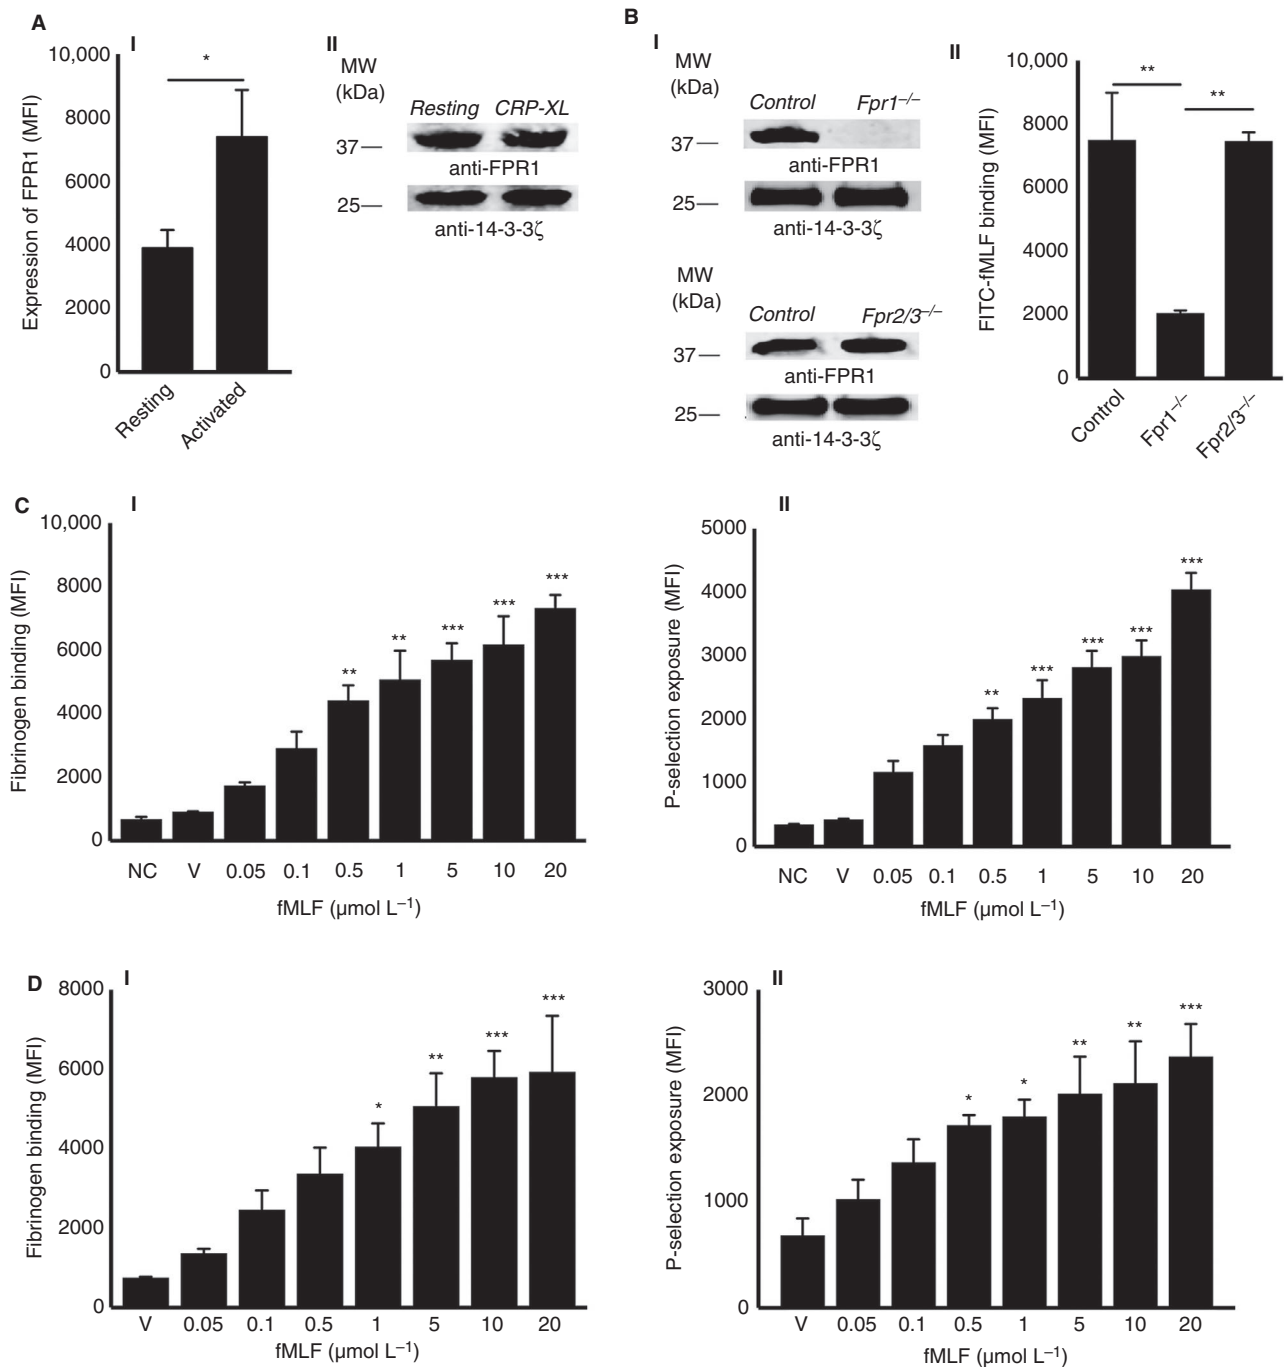 A
I
10,000
8000
6000
4000
2000
0
Expression of FPR1 (MFI)
*
Resting
Activated
II
MW
(kDa)
Resting CRP-XL
37—
anti-FPR1
25—
anti-14-3-3ζ
B
I
MW
(kDa)
Control Fpr1–/–
37—
anti-FPR1
25—
anti-14-3-3ζ
MW
(kDa)
Control Fpr2/3–/–
37—
anti-FPR1
25—
anti-14-3-3ζ
II
10,000
8000
6000
4000
2000
0
FITC-fMLF binding (MFI)
**
**
Control
Fpr1–/–
Fpr2/3–/–
C
I
10,000
8000
6000
4000
2000
0
Fibrinogen binding (MFI)
** ** *** *** ***
NC V 0.05 0.1 0.5 1 5 10 20
fMLF (μmol L–1)
II
5000
4000
3000
2000
1000
0
P-selection exposure (MFI)
** *** *** *** ***
NC V 0.05 0.1 0.5 1 5 10 20
fMLF (μmol L–1)
D
I
8000
6000
4000
2000
0
Fibrinogen binding (MFI)
* ** *** ***
V 0.05 0.1 0.5 1 5 10 20
fMLF (μmol L–1)
II
3000
2000
1000
0
P-selection exposure (MFI)
* * ** ** ***
V 0.05 0.1 0.5 1 5 10 20
fMLF (μmol L–1)